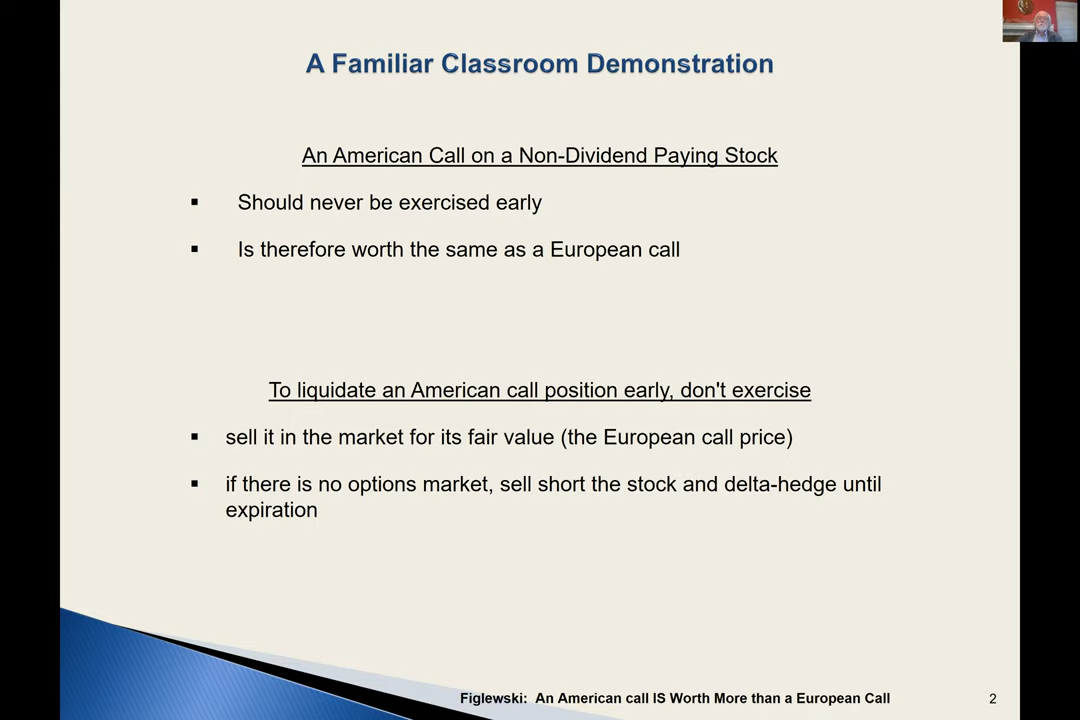 A Familiar Classroom Demonstration
An American Call on a Non-Dividend Paying Stock
▪ Should never be exercised early
▪ Is therefore worth the same as a European call
To liquidate an American call position early, don't exercise
▪ sell it in the market for its fair value (the European call price)
▪ if there is no options market, sell short the stock and delta-hedge until
expiration
Figlewski: An American call IS Worth More than a European Call 2